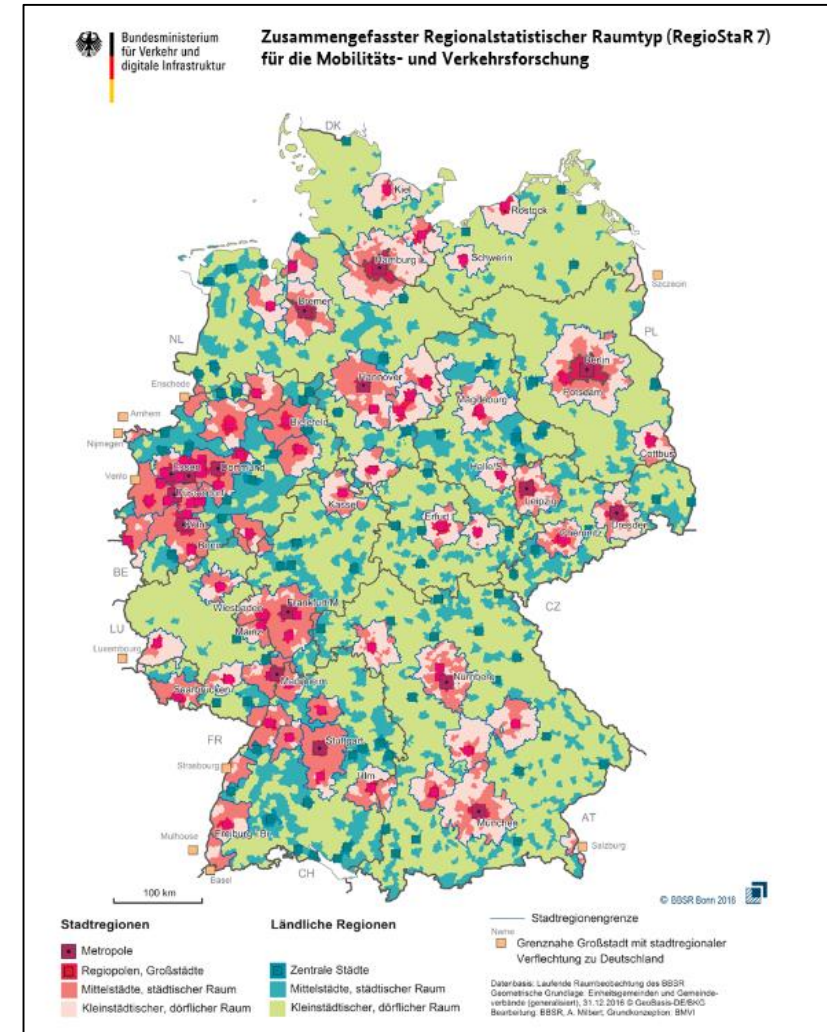 Bundesministerium
für Verkehr und
digitale Infrastruktur
Zusammengefasster Regionalstatistischer Raumtyp (RegioStaR 7)
für die Mobilitäts- und Verkehrsforschung
DK
Kiel
Rostock
Hamburg
Schwerin
Szczecin
Bremen
NL
PL
Berlin
Enschede
Hannover
Potsdam
Arnhem
Magdeburg
Bielefeld
Nijmegen
Cottbus
Essen
Dortmund
Halle/S.
Venlo
Düsseldorf
Leipzig
Kassel
Köln
Erfurt
Dresden
Chemnitz
Bonn
BE
Wiesbaden
Frankfurt/M.
CZ
LU
Mainz
Luxembourg
Mannheim
Nürnberg
Saarbrücken
FR
Stuttgart
Strasbourg
Ulm
München
AT
Mulhouse
Freiburg i.Br.
Salzburg
Basel
CH
100 km
© BBSR Bonn 2018
Stadtregionen
Metropole
Regiopolen, Großstädte
Mittelstädte, städtischer Raum
Kleinstädtischer, dörflicher Raum
Ländliche Regionen
Zentrale Städte
Mittelstädte, städtischer Raum
Kleinstädtischer, dörflicher Raum
Stadtregionengrenze
Name
Grenznahe Großstadt mit stadtregionaler
Verflechtung zu Deutschland
Datenbasis: Laufende Raumbeobachtung des BBSR
Geometrische Grundlage: Einheitsgemeinden und Gemeinde-
verbände (generalisiert), 31.12.2016 © GeoBasis-DE/BKG
Bearbeitung: BBSR, A. Milbert; Grundkonzeption: BMVI